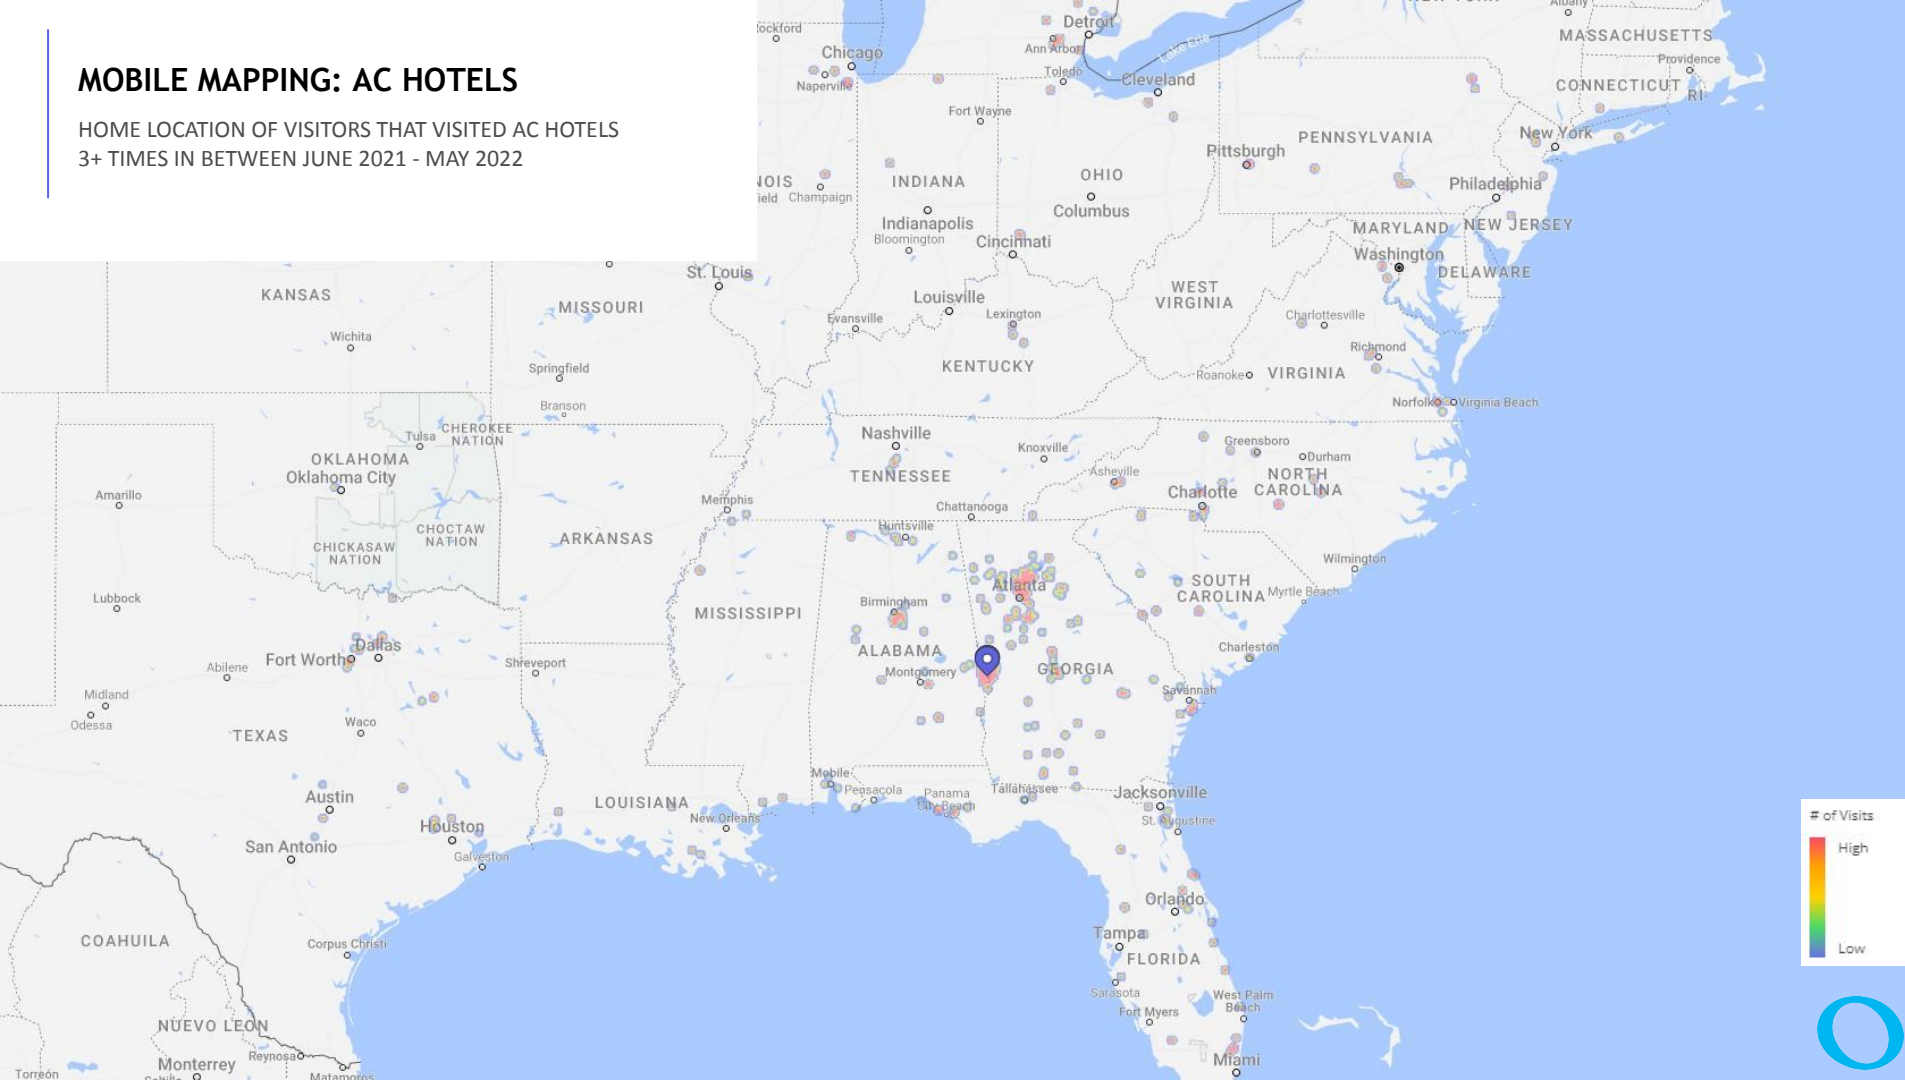 MOBILE MAPPING: AC HOTELS
HOME LOCATION OF VISITORS THAT VISITED AC HOTELS
3+ TIMES IN BETWEEN JUNE 2021 - MAY 2022
Detroit
MASSACHUSETTS
Chicago
Ann Arbor
Lake Erie
Providence
Naperville
Toledo
Cleveland
CONNECTICUT
RI
Fort Wayne
New York
PENNSYLVANIA
Pittsburgh
INDIANA
OHIO
Philadelphia
Champaign
Columbus
Indianapolis
MARYLAND
NEW JERSEY
Bloomington
Cincinnati
Washington
St. Louis
DELAWARE
KANSAS
MISSOURI
Louisville
WEST
VIRGINIA
Evansville
Lexington
Charlottesville
Wichita
Richmond
Springfield
KENTUCKY
Roanoke
VIRGINIA
Branson
Norfolk
Virginia Beach
Tulsa
CHEROKEE
NATION
Nashville
Knoxville
Greensboro
Durham
OKLAHOMA
Oklahoma City
TENNESSEE
Asheville
NORTH
CAROLINA
Charlotte
Amarillo
Memphis
Chattanooga
CHOCTAW
NATION
ARKANSAS
Huntsville
CHICKASAW
NATION
Wilmington
Atlanta
SOUTH
CAROLINA
Myrtle Beach
Lubbock
Birmingham
MISSISSIPPI
Dallas
Fort Worth
ALABAMA
Charleston
Abilene
Shreveport
Montgomery
GEORGIA
Midland
Savannah
Odessa
Waco
TEXAS
Mobile
Pensacola
Panama
City Beach
Tallahassee
Jacksonville
Austin
LOUISIANA
New Orleans
St. Augustine
Houston
San Antonio
Galveston
Orlando
Tampa
COAHUILA
Corpus Christi
FLORIDA
Sarasota
West Palm
Beach
Fort Myers
NUEVO LEON
Reynosa
Monterrey
Miami
Torreón
Matamoros
# of Visits
High
Low